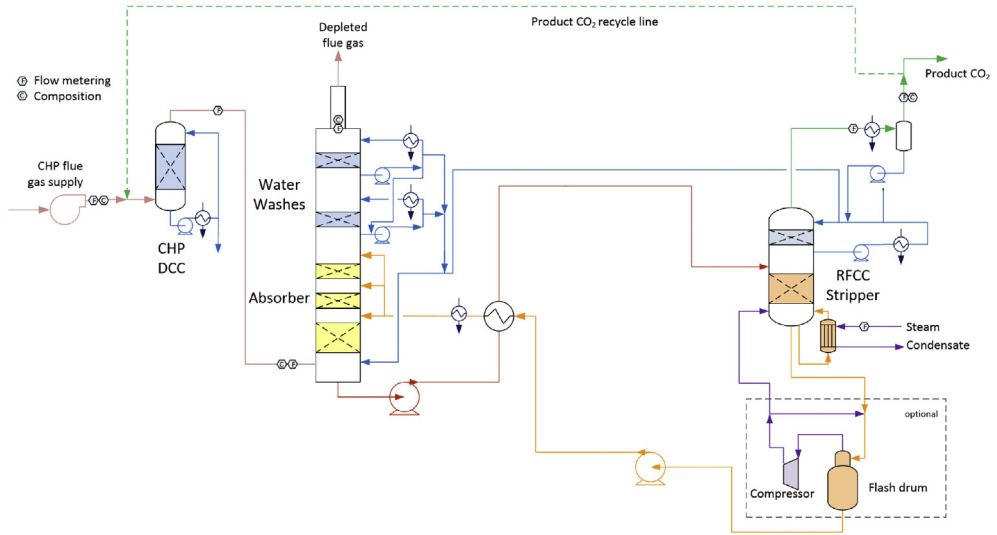 Depleted
flue gas
Product CO₂ recycle line
Product CO₂
F Flow metering
C Composition
F
F
C
F
F C
C
F
CHP flue
gas supply
F C
CHP
DCC
Water
Washes
Absorber
C F
RFCC
Stripper
F
Steam
Condensate
optional
Compressor
Flash drum